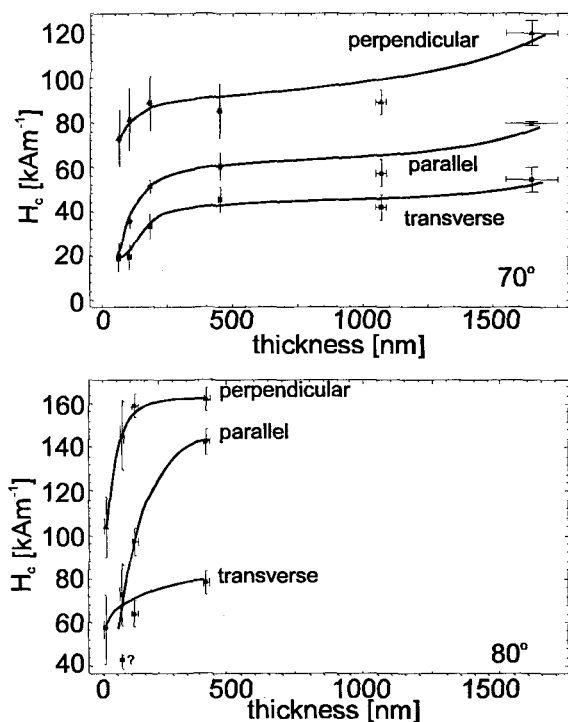 120
100
80
60
40
20
0
H_c [kAm⁻¹]
perpendicular
parallel
transverse
70°
0
500
1000
1500
thickness [nm]
160
140
120
100
80
60
40
H_c [kAm⁻¹]
perpendicular
parallel
transverse
?
80°
0
500
1000
1500
thickness [nm]